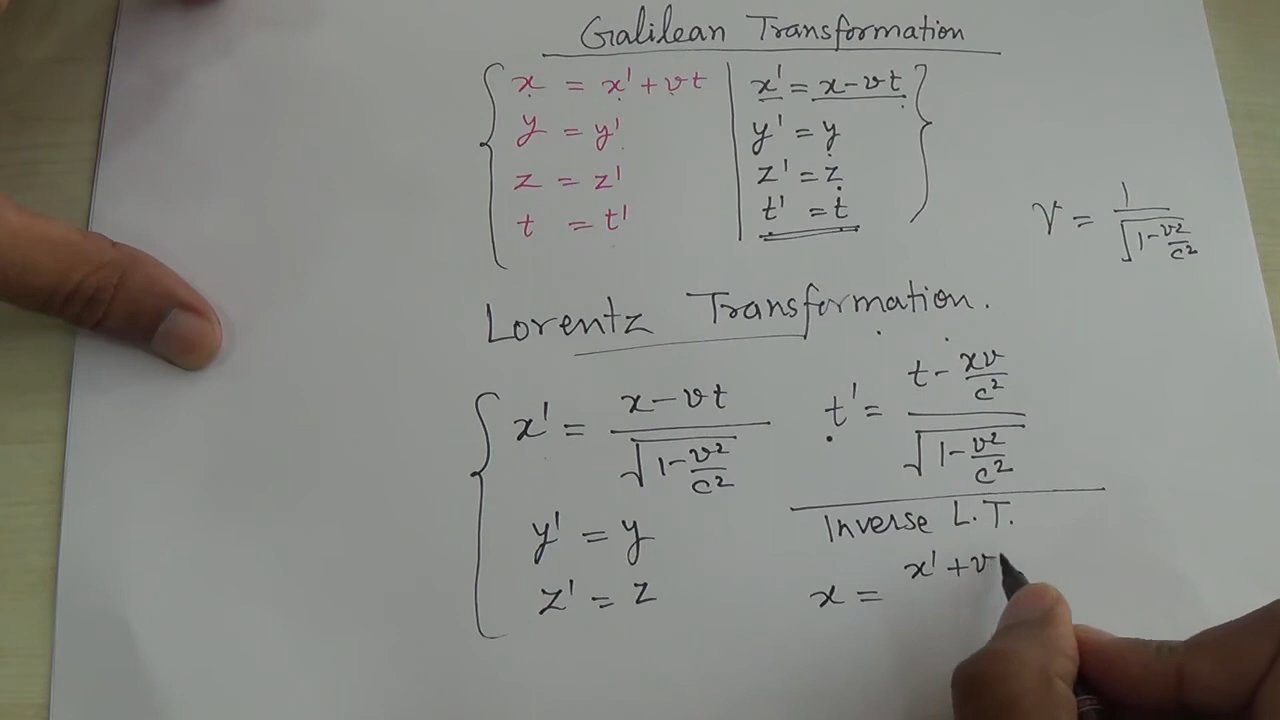 Galilean Transformation
x = x' + vt | x' = x - vt
y = y' | y' = y
z = z' | z' = z
t = t' | t' = t
γ = 1/√(1 - v²/c²)
Lorentz Transformation.
x' = (x - vt)/√(1 - v²/c²)
t' = (t - xv/c²)/√(1 - v²/c²)
y' = y
z' = z
Inverse L.T.
x = x' + v